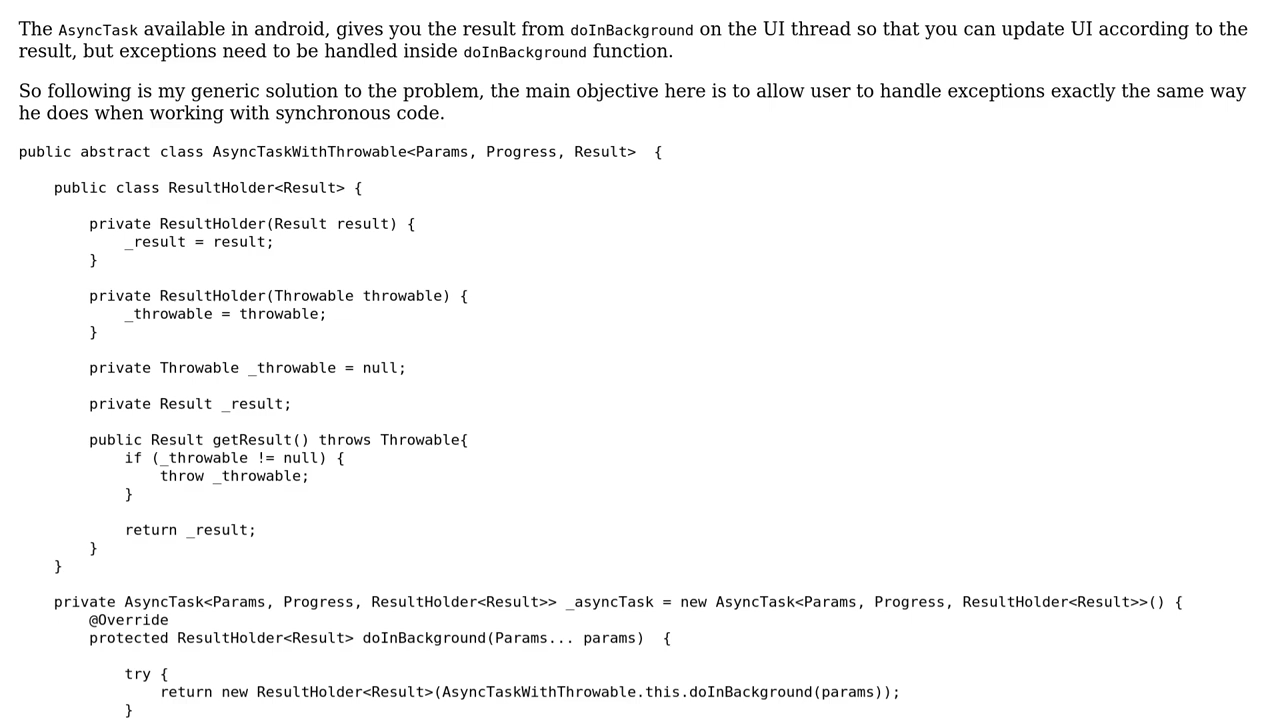 The AsyncTask available in android, gives you the result from doInBackground on the UI thread so that you can update UI according to the
result, but exceptions need to be handled inside doInBackground function.
So following is my generic solution to the problem, the main objective here is to allow user to handle exceptions exactly the same way
he does when working with synchronous code.
public abstract class AsyncTaskWithThrowable<Params, Progress, Result>  {
    public class ResultHolder<Result> {
        private ResultHolder(Result result) {
            _result = result;
        }
        private ResultHolder(Throwable throwable) {
            _throwable = throwable;
        }
        private Throwable _throwable = null;
        private Result _result;
        public Result getResult() throws Throwable{
            if (_throwable != null) {
                throw _throwable;
            }
            return _result;
        }
    }
    private AsyncTask<Params, Progress, ResultHolder<Result>> _asyncTask = new AsyncTask<Params, Progress, ResultHolder<Result>>() {
        @Override
        protected ResultHolder<Result> doInBackground(Params... params)  {
            try {
                return new ResultHolder<Result>(AsyncTaskWithThrowable.this.doInBackground(params));
            }